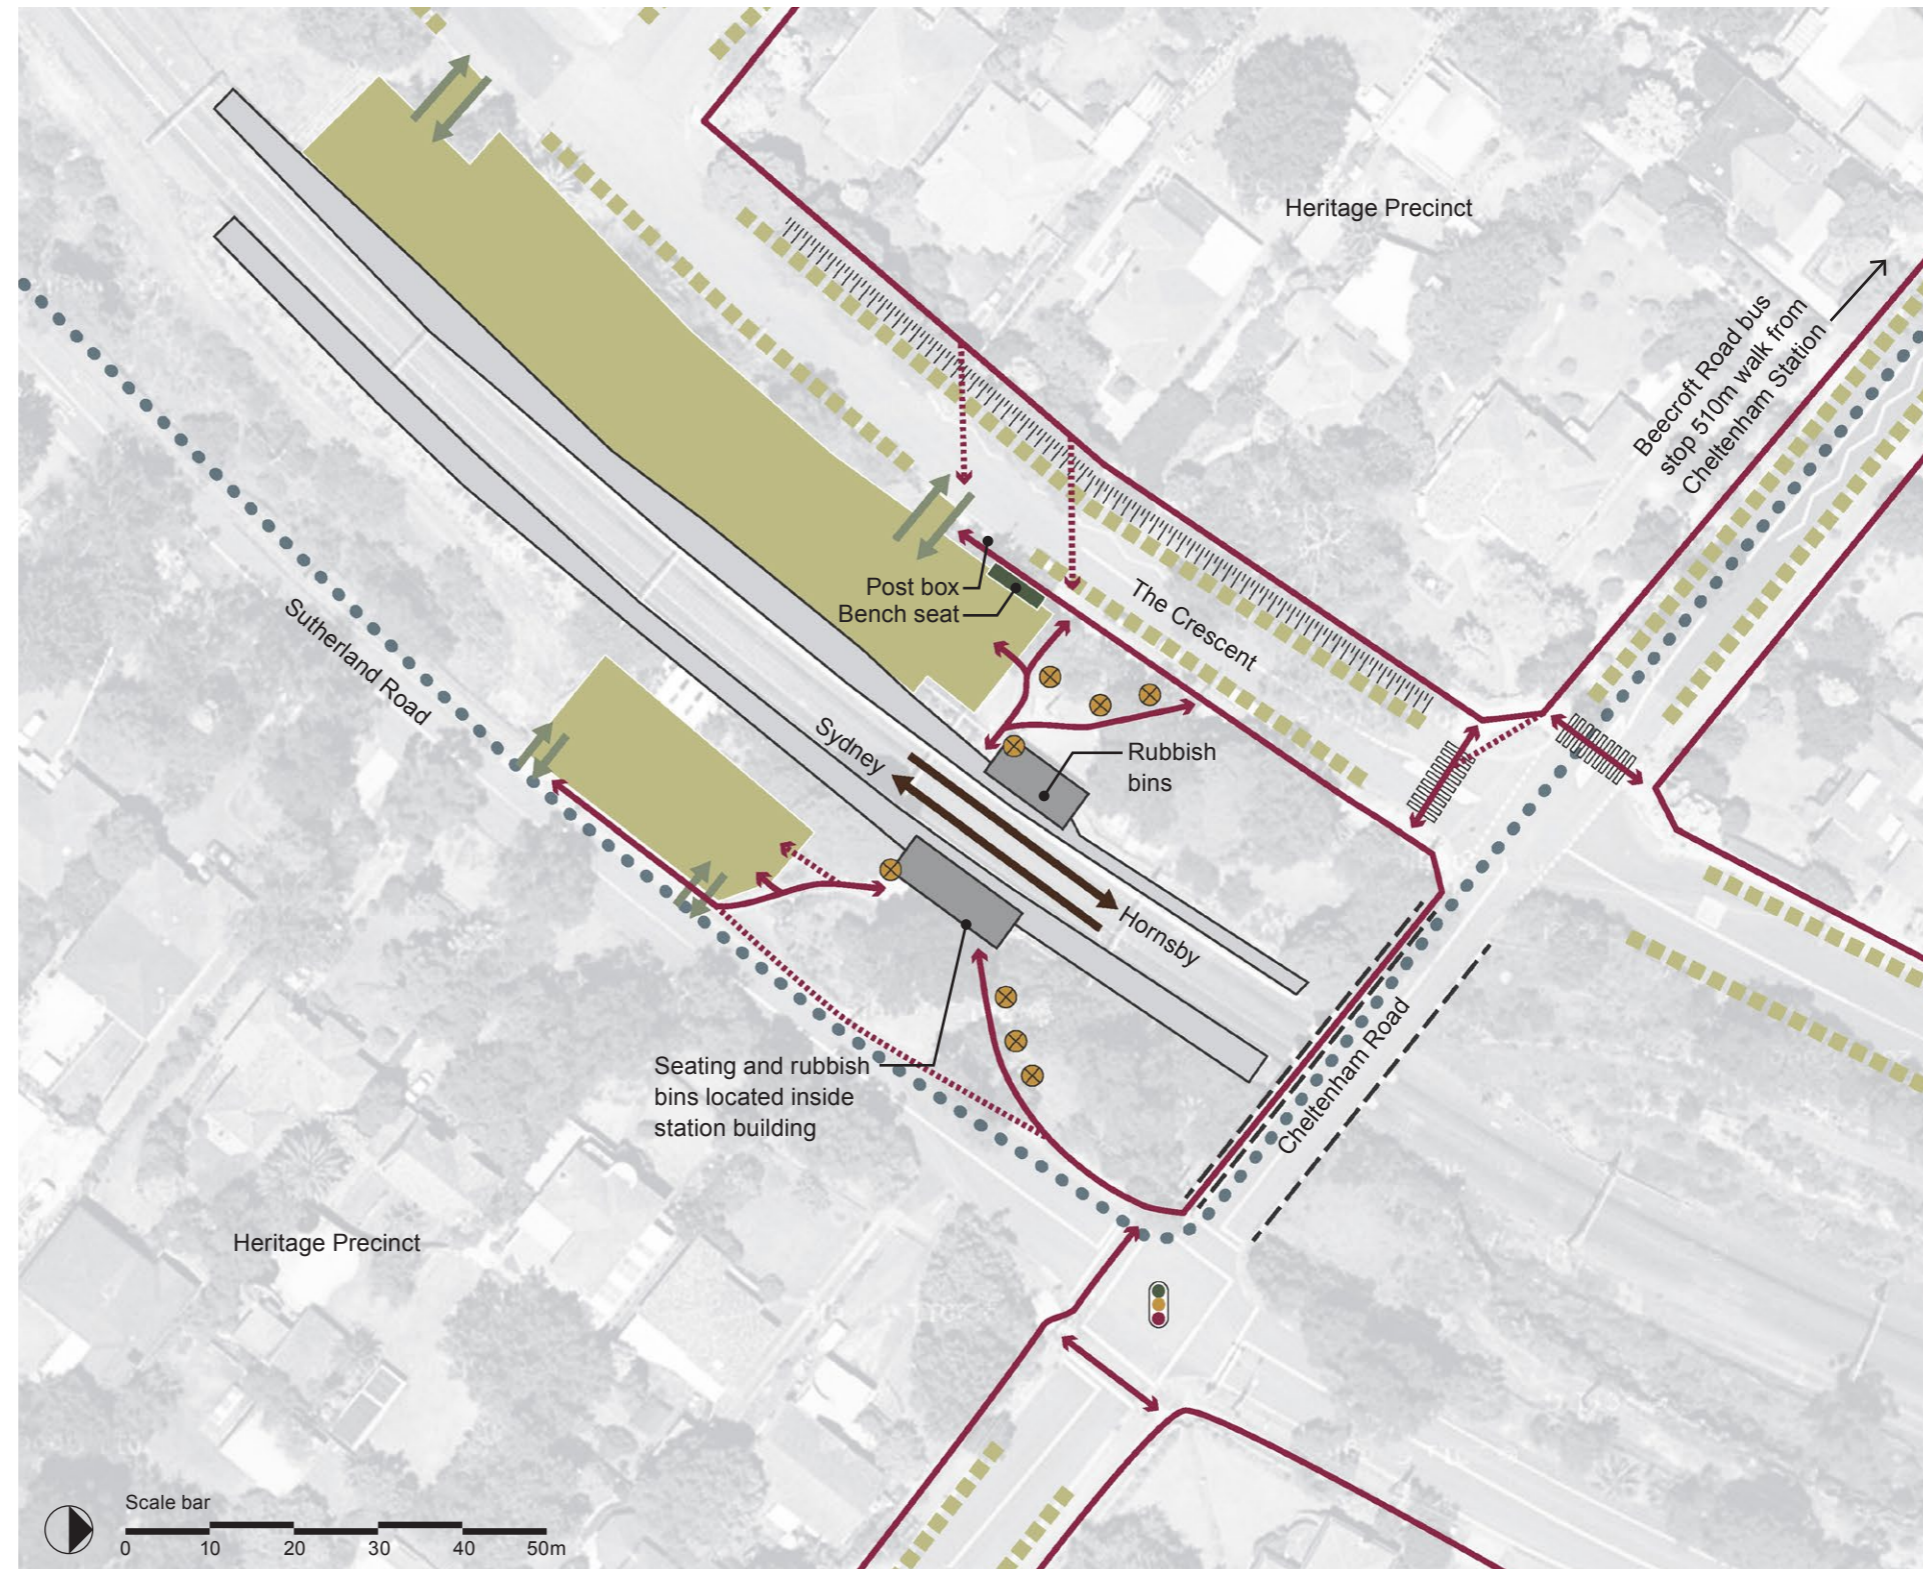 Heritage Precinct
Beecroft Road bus
stop 510m walk from
Cheltenham Station
Post box
Bench seat
The Crescent
Sutherland Road
Sydney
Rubbish
bins
Hornsby
Cheltenham Road
Seating and rubbish
bins located inside
station building
Heritage Precinct
Scale bar
0 10 20 30 40 50m